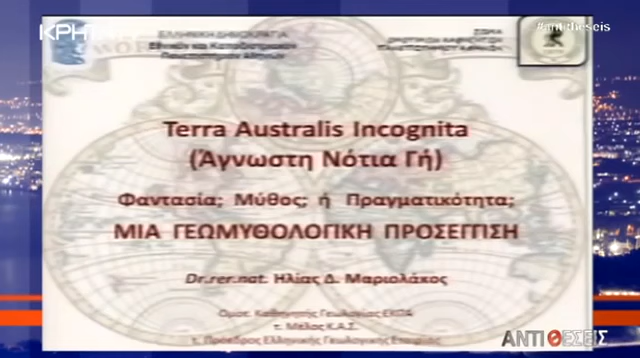 ΚΡΗΤΗ
#antitheseis
ΕΛΛΗΝΙΚΗ ΔΗΜΟΚΡΑΤΙΑ
Εθνικόν και Καποδιστριακόν
Πανεπιστήμιον Αθηνών
Terra Australis Incognita
(Άγνωστη Νότια Γή)
Φαντασία; Μύθος; ή Πραγματικότητα;
ΜΙΑ ΓΕΩΜΥΘΟΛΟΓΙΚΗ ΠΡΟΣΕΓΓΙΣΗ
Dr.rer.nat. Ηλίας Δ. Μαριολάκος
Ομοτ. Καθηγητής Γεωλογίας ΕΚΠΑ
τ. Μέλος Κ.Α.Σ.
τ. Πρόεδρος Ελληνικής Γεωλογικής Εταιρίας
ΑΝΤΙΘΕΣΕΙΣ